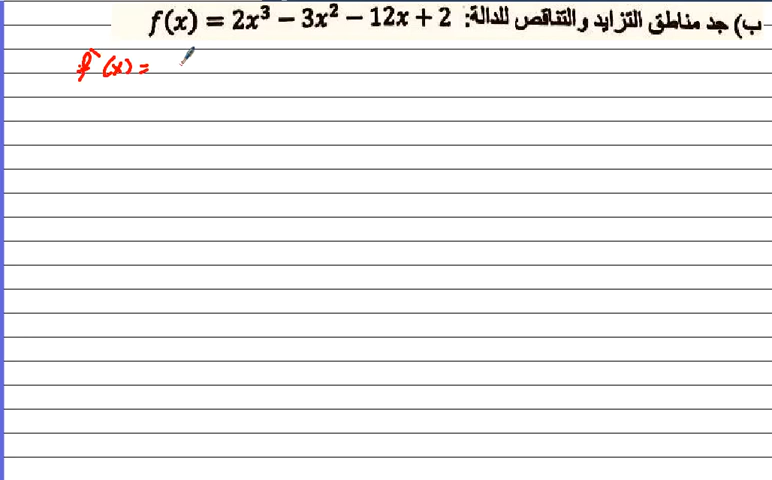 ب) جد مناطق التزايد والتناقص للدالة: f(x) = 2x³ − 3x² − 12x + 2
f′(x) =